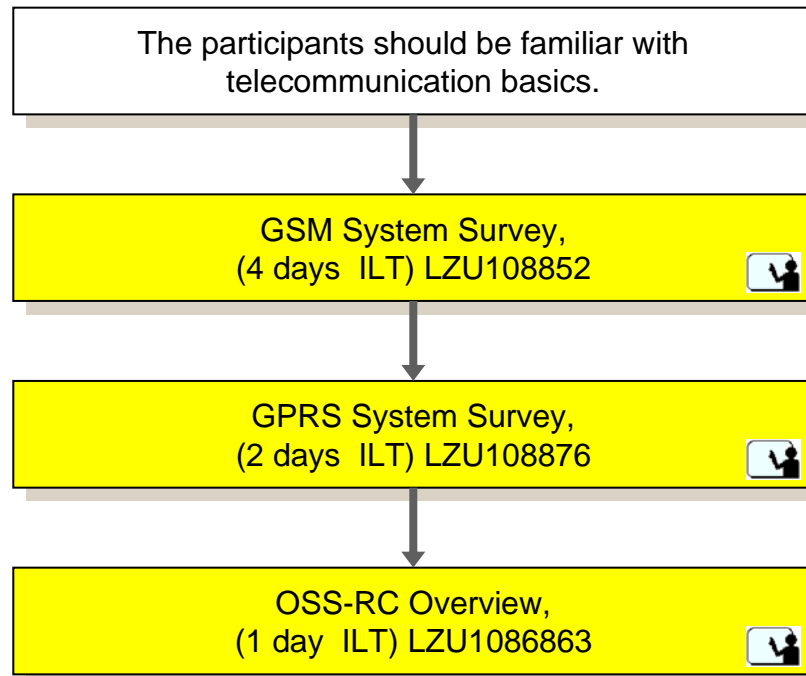 The participants should be familiar with
telecommunication basics.
GSM System Survey,
(4 days  ILT) LZU108852
GPRS System Survey,
(2 days  ILT) LZU108876
OSS-RC Overview,
(1 day  ILT) LZU1086863